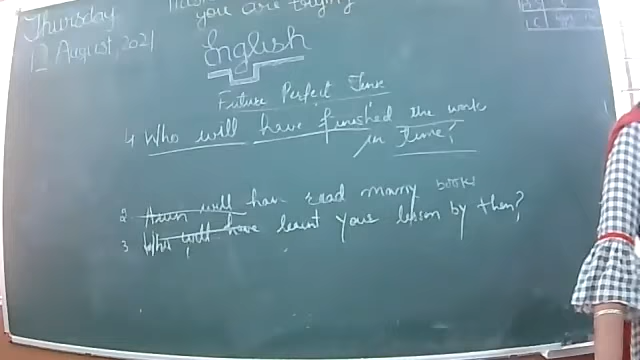 Thursday
you are trying
12 August, 2021
English
Future Perfect Tense
4 Who will have finished the work
in time?
2. Arun will have read many books
3 Who will have learnt your lesson by then?